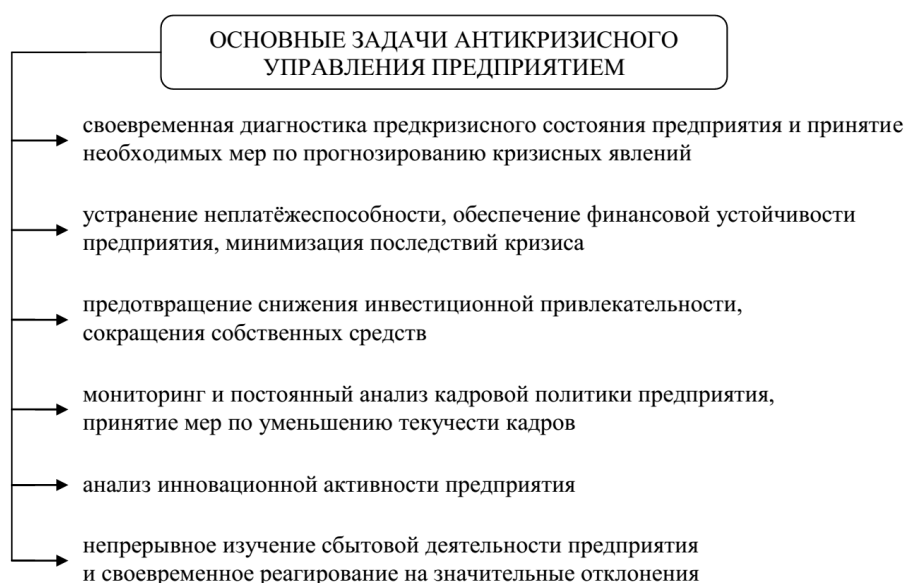 ОСНОВНЫЕ ЗАДАЧИ АНТИКРИЗИСНОГО
УПРАВЛЕНИЯ ПРЕДПРИЯТИЕМ
своевременная диагностика предкризисного состояния предприятия и принятие
необходимых мер по прогнозированию кризисных явлений
устранение неплатёжеспособности, обеспечение финансовой устойчивости
предприятия, минимизация последствий кризиса
предотвращение снижения инвестиционной привлекательности,
сокращения собственных средств
мониторинг и постоянный анализ кадровой политики предприятия,
принятие мер по уменьшению текучести кадров
анализ инновационной активности предприятия
непрерывное изучение сбытовой деятельности предприятия
и своевременное реагирование на значительные отклонения